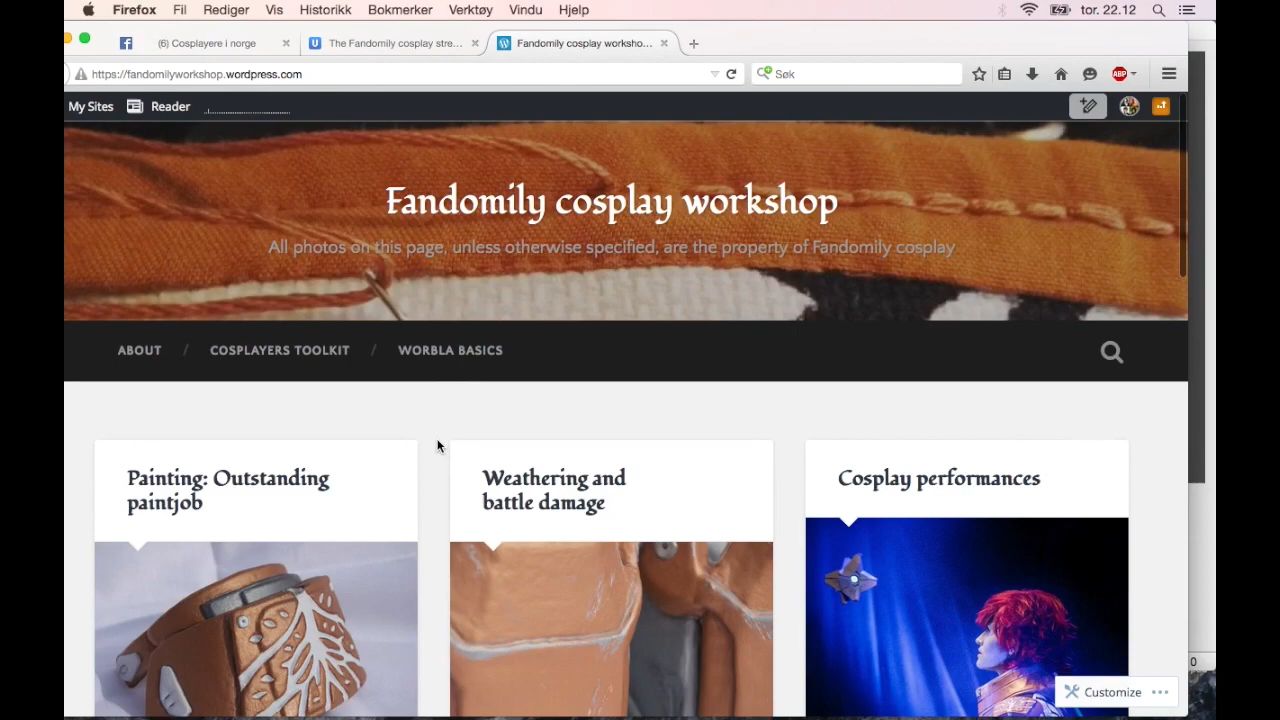 Firefox Fil Rediger Vis Historikk Bokmerker Verktøy Vindu Hjelp tor. 22.12
(6) Cosplayere i norge The Fandomily cosplay stre... Fandomily cosplay worksho...
https://fandomilyworkshop.wordpress.com Søk ABP
My Sites Reader
Fandomily cosplay workshop
All photos on this page, unless otherwise specified, are the property of Fandomily cosplay
ABOUT / COSPLAYERS TOOLKIT / WORBLA BASICS
Painting: Outstanding
paintjob
Weathering and
battle damage
Cosplay performances
0
Customize